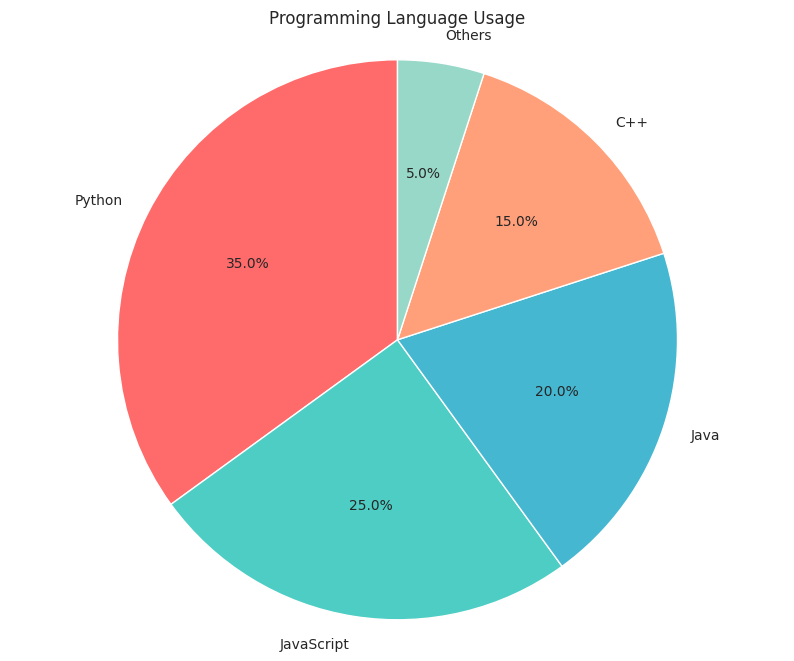 Programming Language Usage
Others
C++
Python
5.0%
15.0%
35.0%
20.0%
Java
25.0%
JavaScript